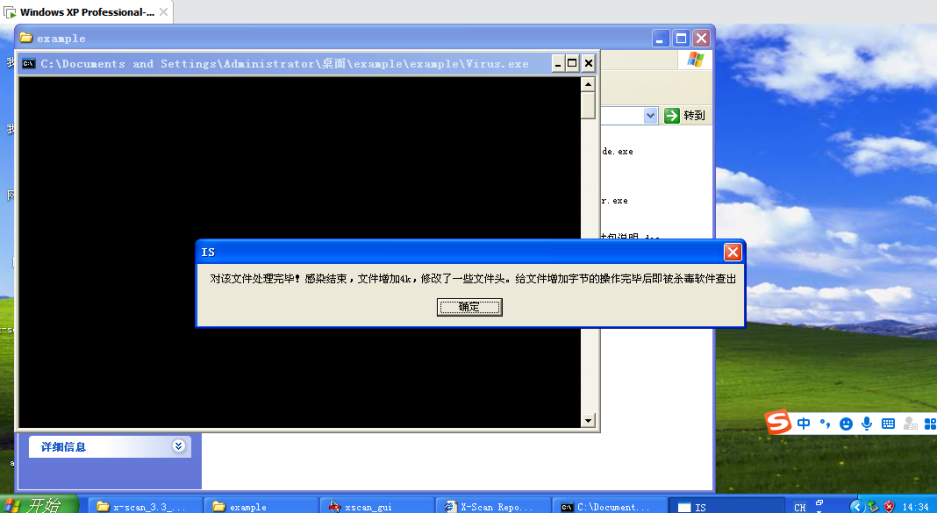 Windows XP Professional-...
example
C:\Documents and Settings\Administrator\桌面\example\example\Virus.exe
转到
de.exe
r.exe
IS
对该文件处理完毕！感染结束，文件增加4k，修改了一些文件头。给文件增加字节的操作完毕后即被杀毒软件查出
确定
中
详细信息
开始
x-scan_3.3_...
example
xscan_gui
X-Scan Repo...
C:\Document...
IS
CH
14:34